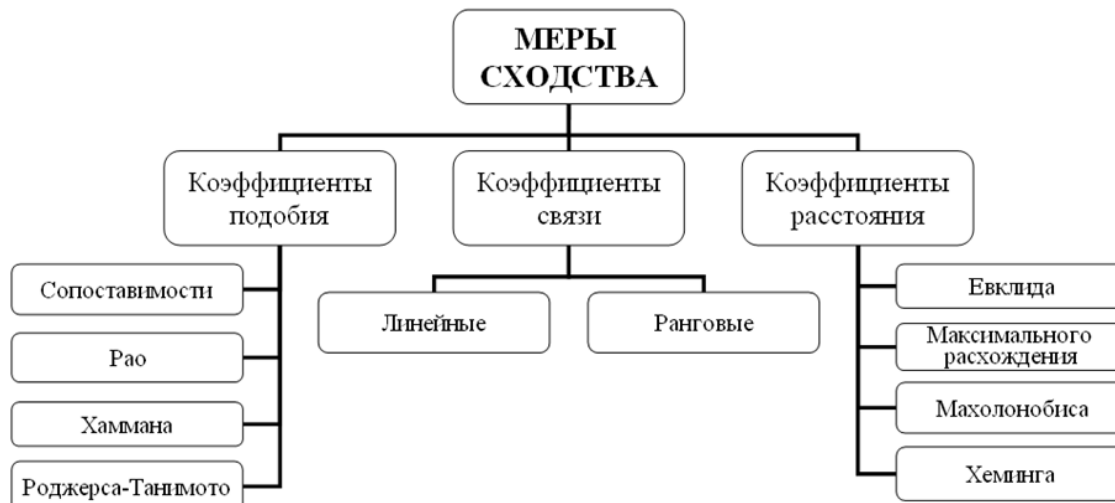 МЕРЫ
СХОДСТВА
Коэффициенты
подобия
Коэффициенты
связи
Коэффициенты
расстояния
Сопоставимости
Рао
Хаммана
Роджерса-Танимото
Линейные
Ранговые
Евклида
Максимального
расхождения
Махолонобиса
Хеминга